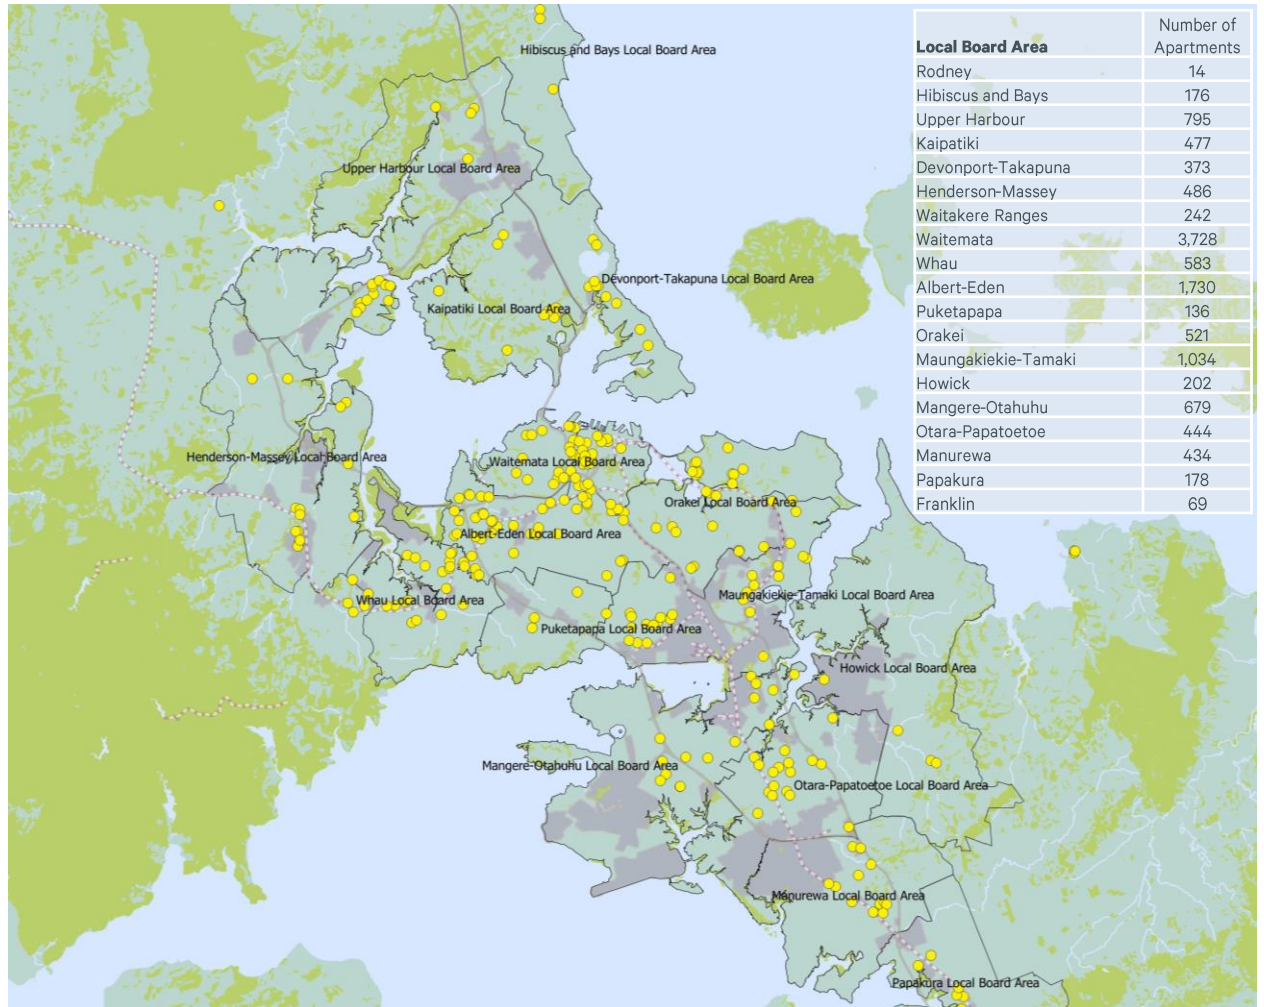 Hibiscus and Bays Local Board Area
Upper Harbour Local Board Area
Devonport-Takapuna Local Board Area
Kaipatiki Local Board Area
Henderson-Massey Local Board Area
Waitemata Local Board Area
Orakei Local Board Area
Albert-Eden Local Board Area
Maungakiekie-Tamaki Local Board Area
Whau Local Board Area
Puketapapa Local Board Area
Howick Local Board Area
Mangere-Otahuhu Local Board Area
Otara-Papatoetoe Local Board Area
Manurewa Local Board Area
Papakura Local Board Area
Local Board Area Number of
Apartments
Rodney 14
Hibiscus and Bays 176
Upper Harbour 795
Kaipatiki 477
Devonport-Takapuna 373
Henderson-Massey 486
Waitakere Ranges 242
Waitemata 3,728
Whau 583
Albert-Eden 1,730
Puketapapa 136
Orakei 521
Maungakiekie-Tamaki 1,034
Howick 202
Mangere-Otahuhu 679
Otara-Papatoetoe 444
Manurewa 434
Papakura 178
Franklin 69